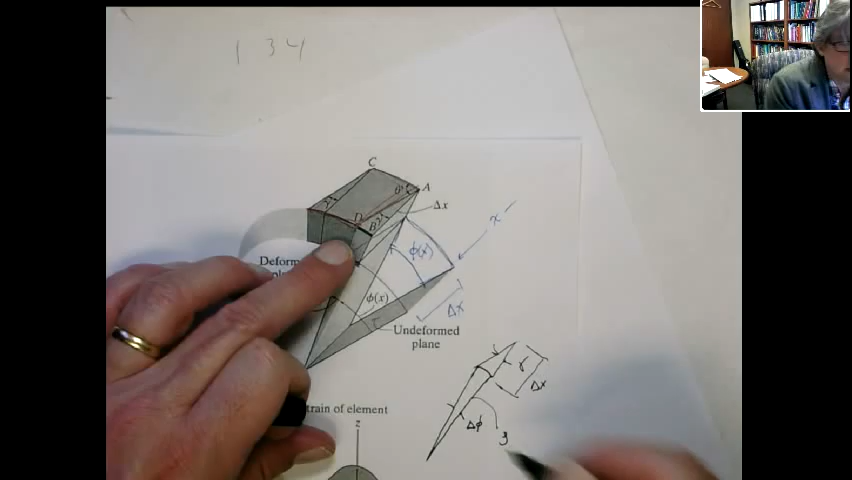 1 3 4
C
θ'
A
γ
Δx
x
D
B
γ
φ(x)
Deform
φ(x)
Δx
Undeformed
plane
γ
Δx
train of element
Δφ
z